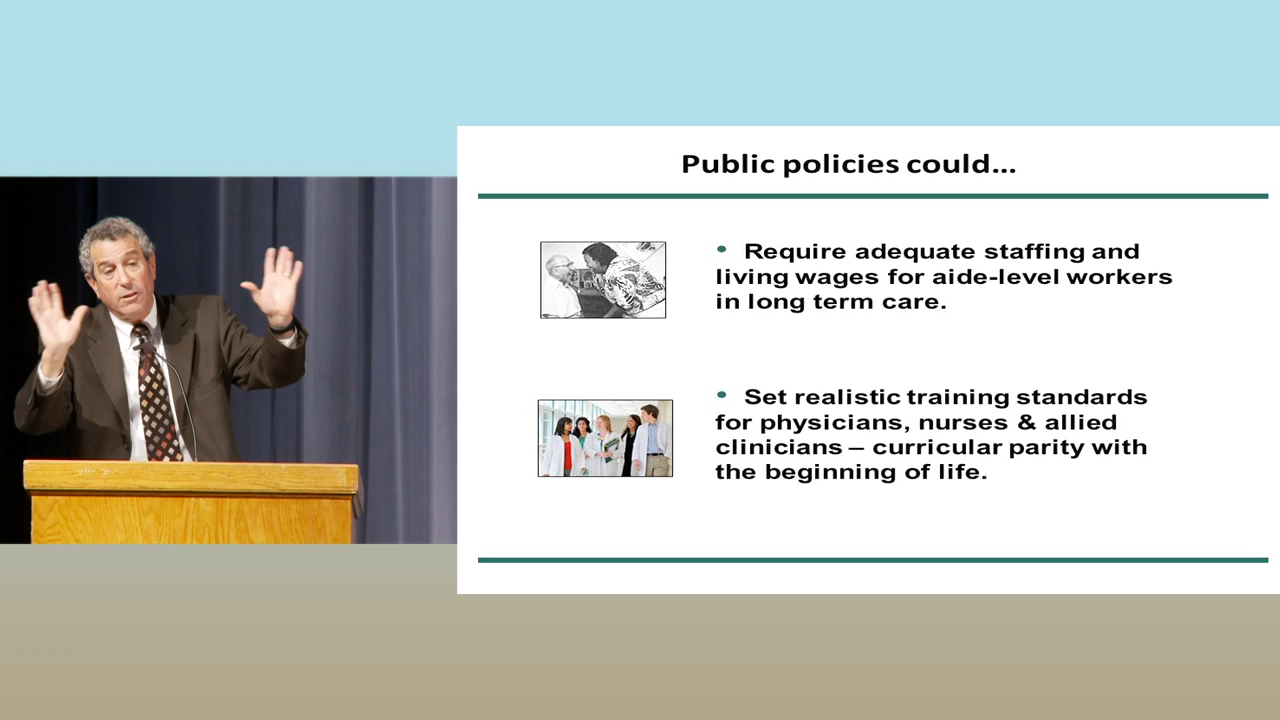 Public policies could...
• Require adequate staffing and
living wages for aide-level workers
in long term care.
• Set realistic training standards
for physicians, nurses & allied
clinicians – curricular parity with
the beginning of life.